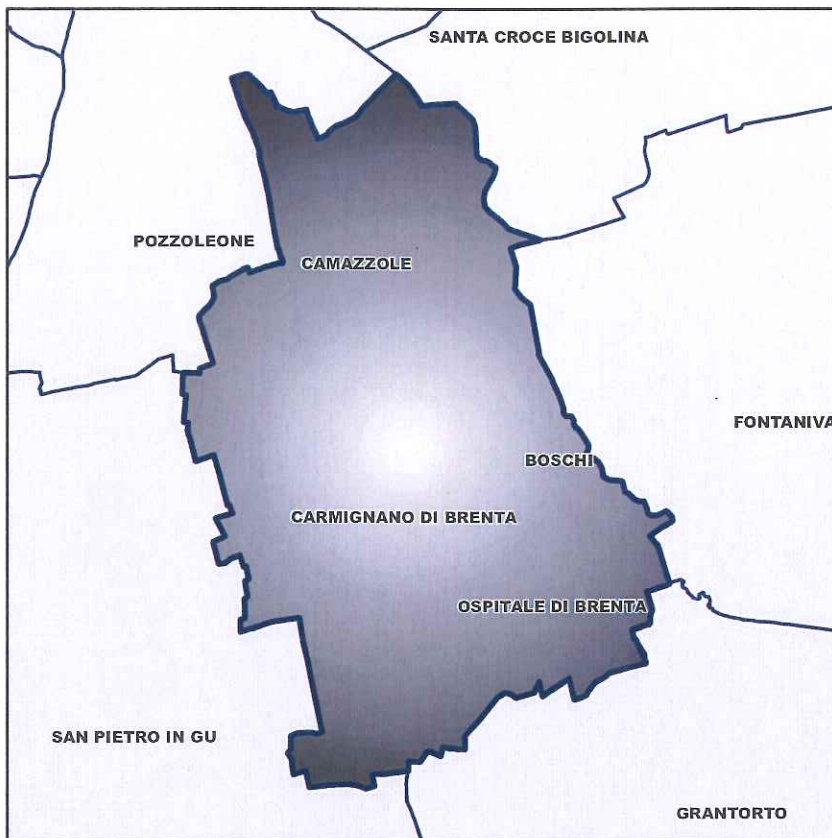 SANTA CROCE BIGOLINA
POZZOLEONE
CAMAZZOLE
FONTANIVA
BOSCHI
CARMIGNANO DI BRENTA
OSPITALE DI BRENTA
SAN PIETRO IN GU
GRANTORTO